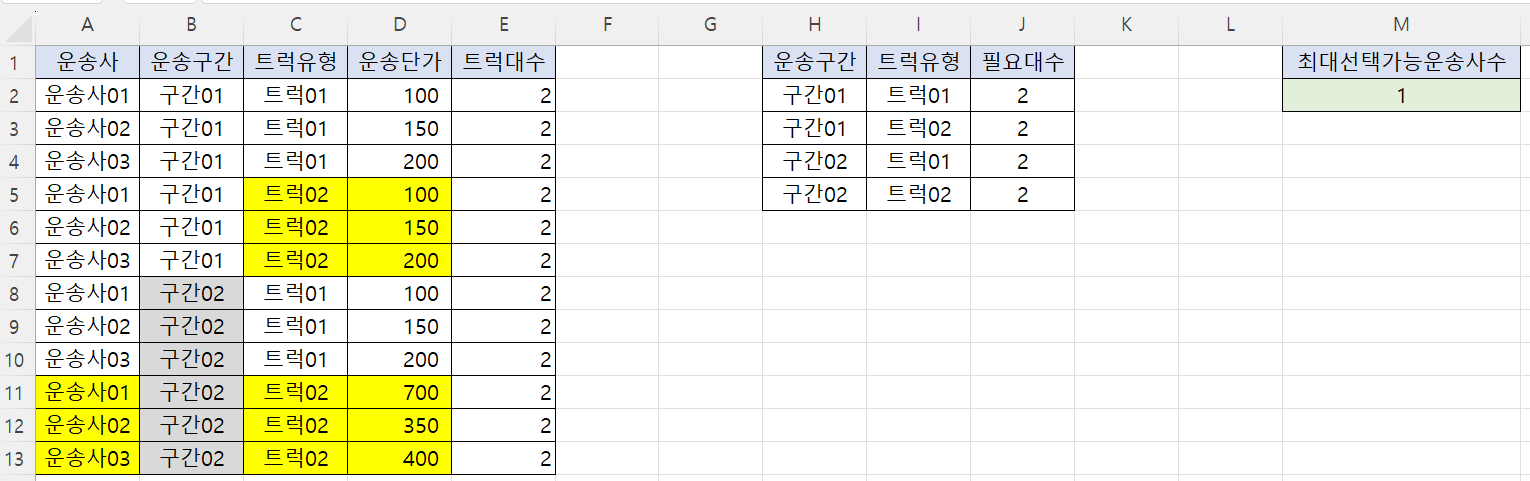 A B C D E F G H I J K L M
1 운송사 운송구간 트럭유형 운송단가 트럭대수 운송구간 트럭유형 필요대수 최대선택가능운송사수
2 운송사01 구간01 트럭01 100 2 구간01 트럭01 2 1
3 운송사02 구간01 트럭01 150 2 구간01 트럭02 2
4 운송사03 구간01 트럭01 200 2 구간02 트럭01 2
5 운송사01 구간01 트럭02 100 2 구간02 트럭02 2
6 운송사02 구간01 트럭02 150 2
7 운송사03 구간01 트럭02 200 2
8 운송사01 구간02 트럭01 100 2
9 운송사02 구간02 트럭01 150 2
10 운송사03 구간02 트럭01 200 2
11 운송사01 구간02 트럭02 700 2
12 운송사02 구간02 트럭02 350 2
13 운송사03 구간02 트럭02 400 2